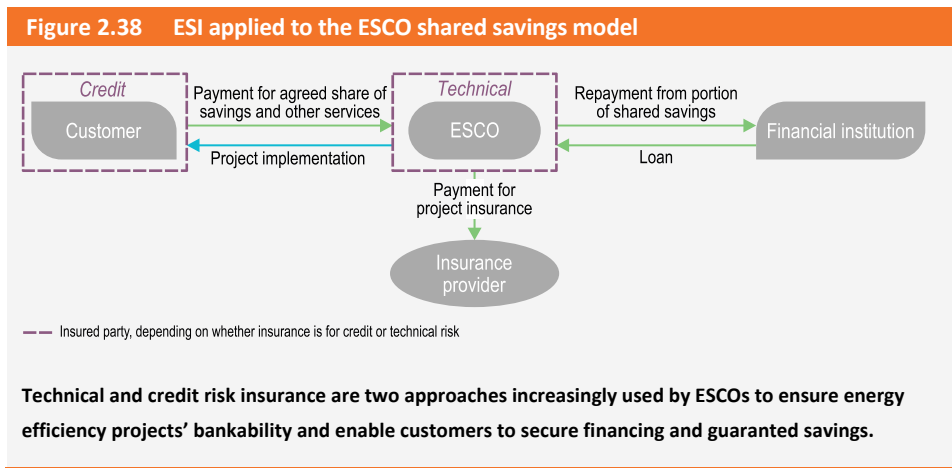 Figure 2.38 ESI applied to the ESCO shared savings model
Credit
Customer
Payment for agreed share of
savings and other services
Project implementation
Technical
ESCO
Repayment from portion
of shared savings
Loan
Financial institution
Payment for
project insurance
Insurance
provider
Insured party, depending on whether insurance is for credit or technical risk
Technical and credit risk insurance are two approaches increasingly used by ESCOs to ensure energy
efficiency projects’ bankability and enable customers to secure financing and guaranted savings.